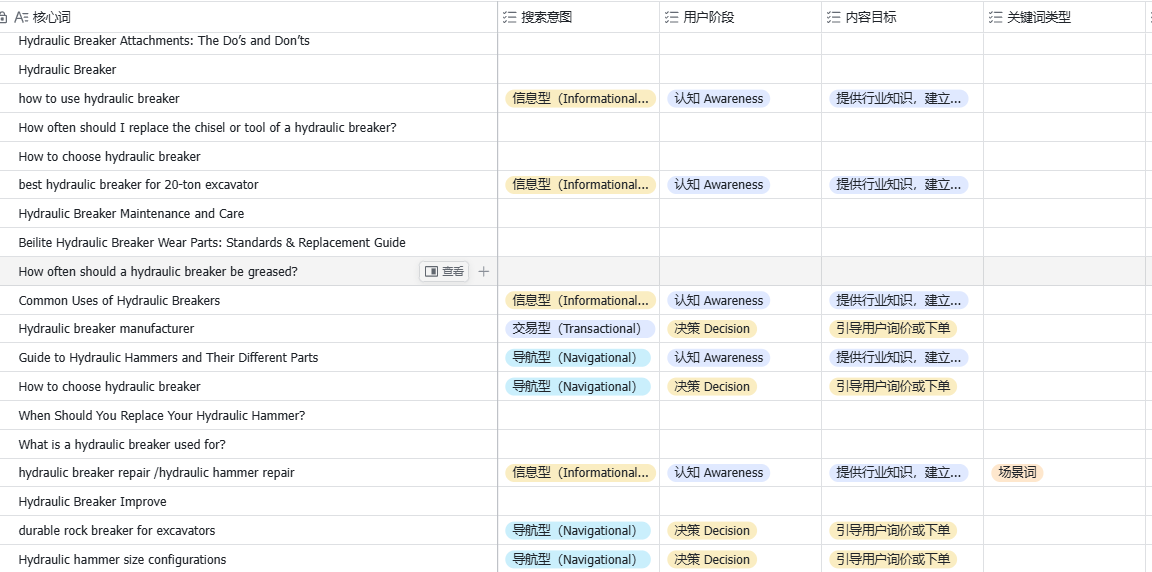 核心词 搜索意图 用户阶段 内容目标 关键词类型
Hydraulic Breaker Attachments: The Do’s and Don’ts
Hydraulic Breaker
how to use hydraulic breaker 信息型（Informational... 认知 Awareness 提供行业知识，建立...
How often should I replace the chisel or tool of a hydraulic breaker?
How to choose hydraulic breaker
best hydraulic breaker for 20-ton excavator 信息型（Informational... 认知 Awareness 提供行业知识，建立...
Hydraulic Breaker Maintenance and Care
Beilite Hydraulic Breaker Wear Parts: Standards & Replacement Guide
How often should a hydraulic breaker be greased? 查看
Common Uses of Hydraulic Breakers 信息型（Informational... 认知 Awareness 提供行业知识，建立...
Hydraulic breaker manufacturer 交易型（Transactional） 决策 Decision 引导用户询价或下单
Guide to Hydraulic Hammers and Their Different Parts 导航型（Navigational） 认知 Awareness 提供行业知识，建立...
How to choose hydraulic breaker 导航型（Navigational） 决策 Decision 引导用户询价或下单
When Should You Replace Your Hydraulic Hammer?
What is a hydraulic breaker used for?
hydraulic breaker repair /hydraulic hammer repair 信息型（Informational... 认知 Awareness 提供行业知识，建立... 场景词
Hydraulic Breaker Improve
durable rock breaker for excavators 导航型（Navigational） 决策 Decision 引导用户询价或下单
Hydraulic hammer size configurations 导航型（Navigational） 决策 Decision 引导用户询价或下单